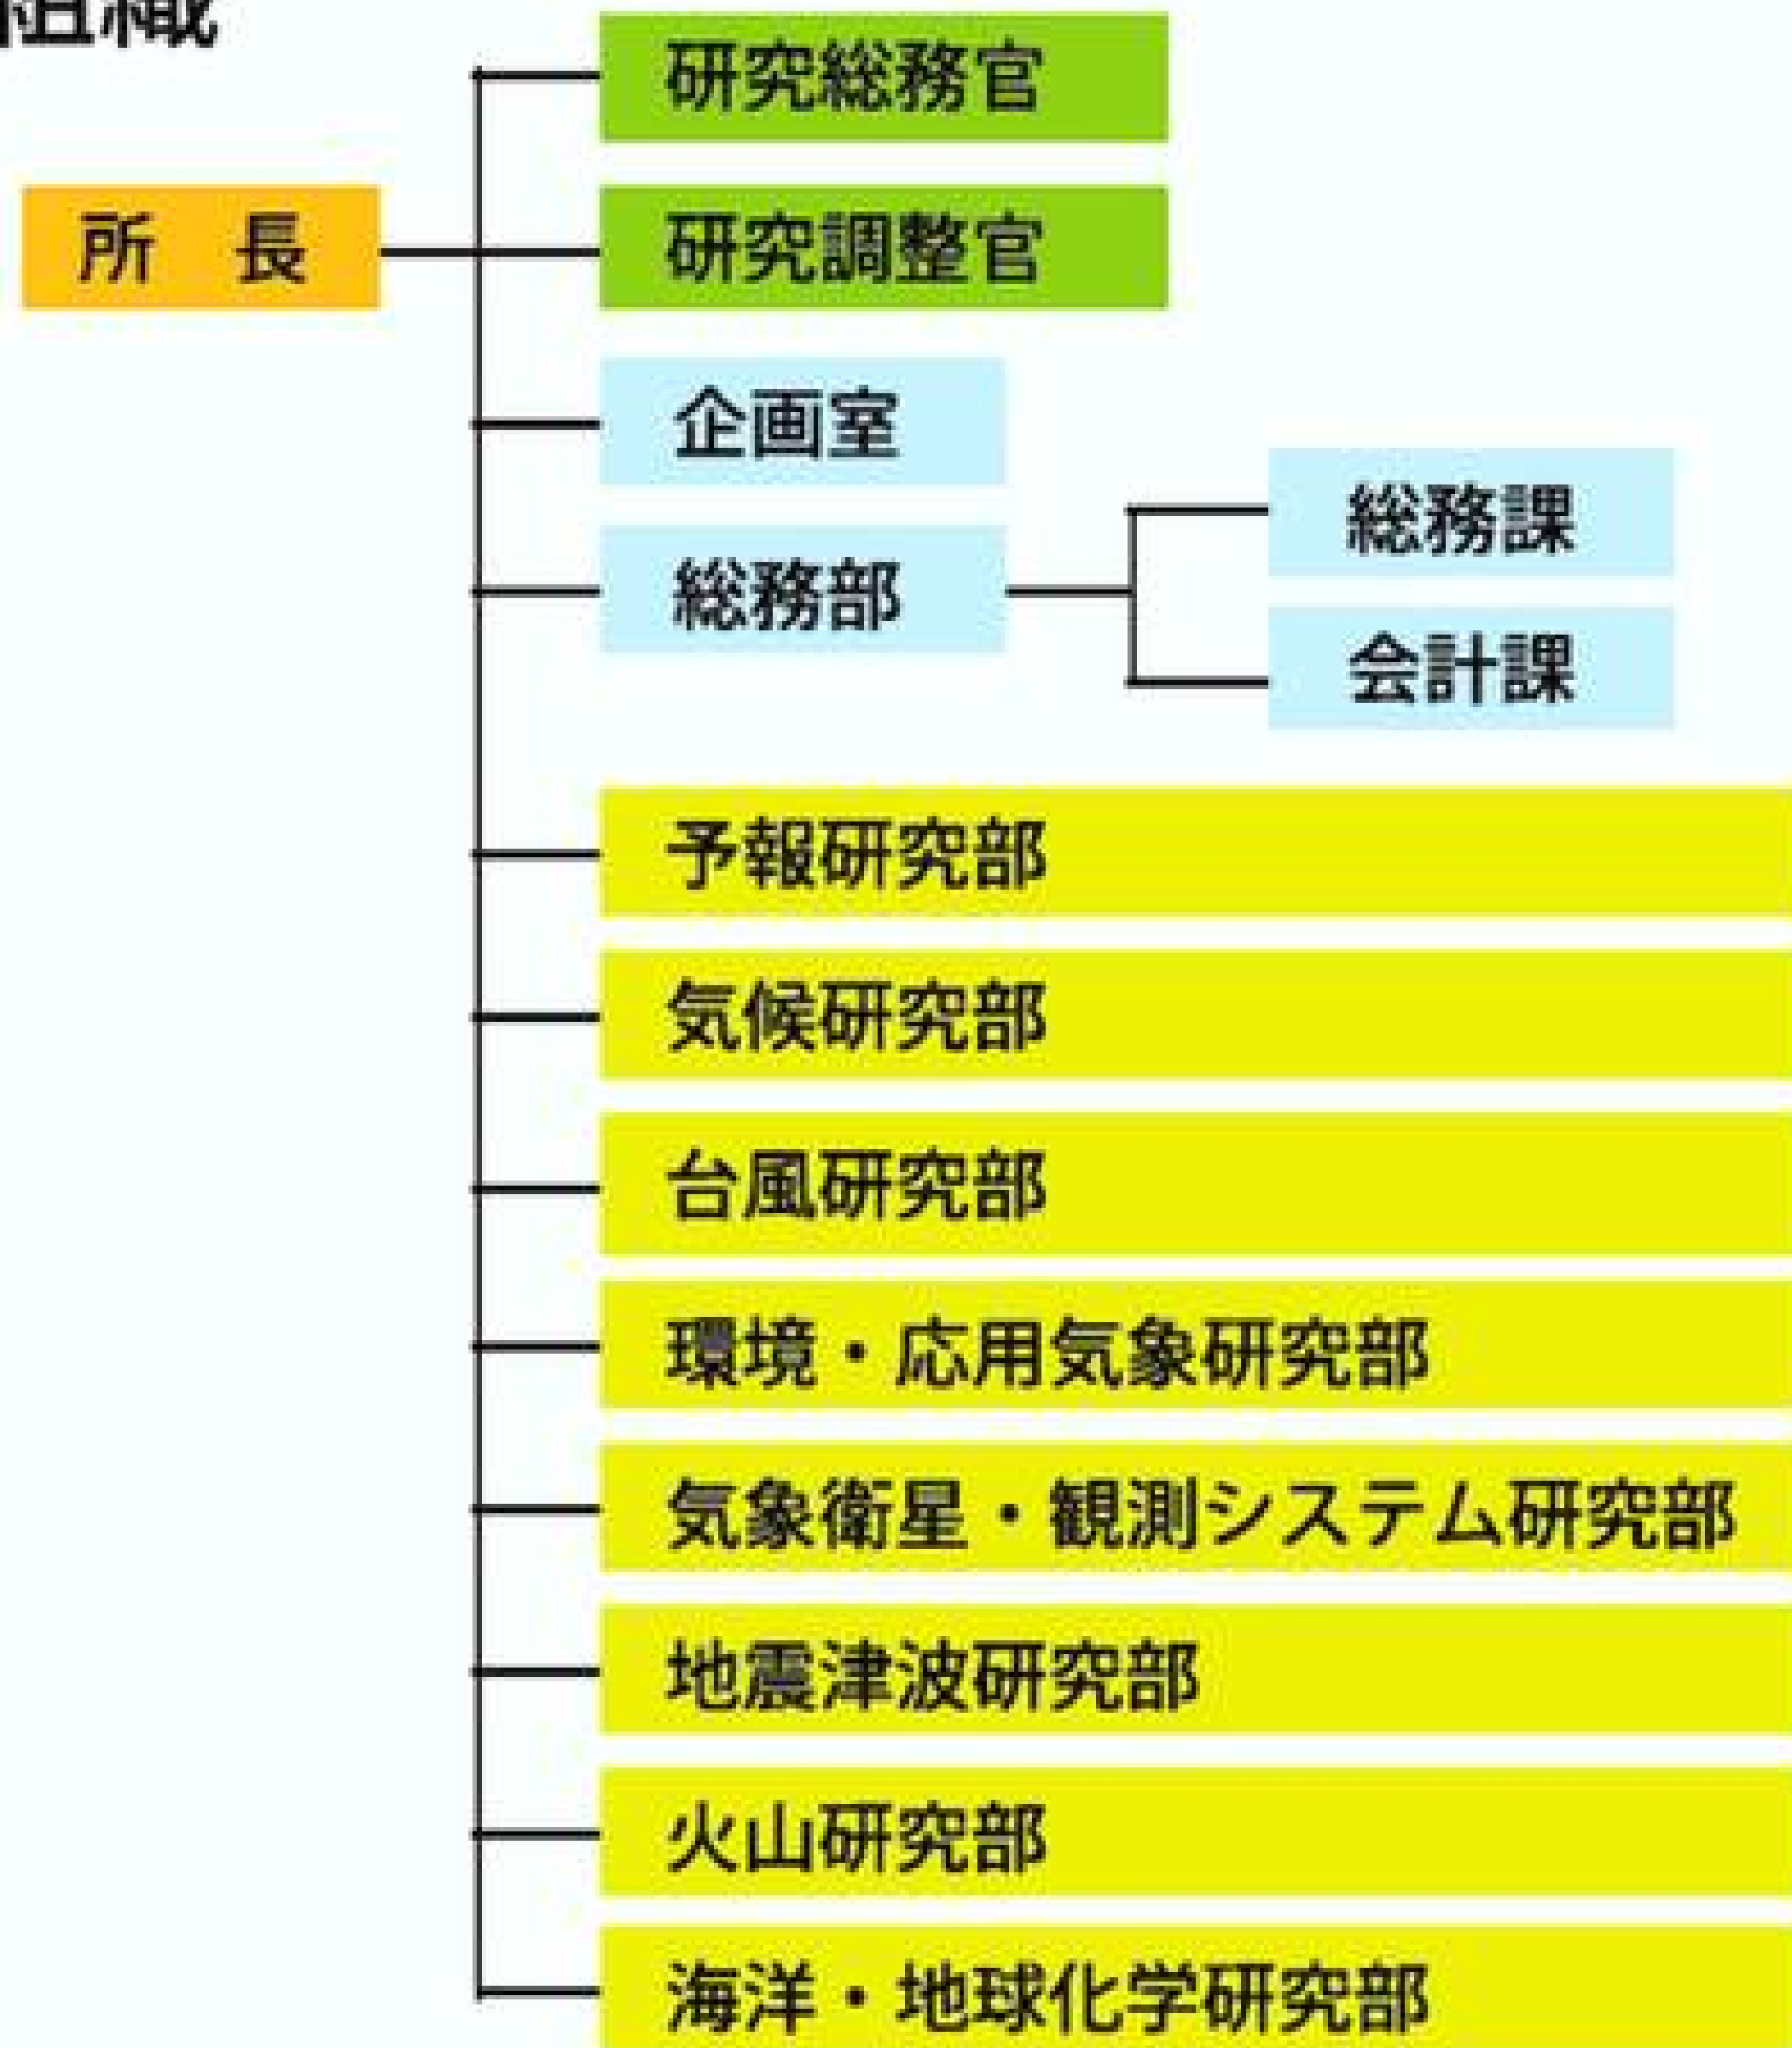 組織
研究総務官
所　長
研究調整官
企画室
総務部
総務課
会計課
予報研究部
気候研究部
台風研究部
環境・応用気象研究部
気象衛星・観測システム研究部
地震津波研究部
火山研究部
海洋・地球化学研究部